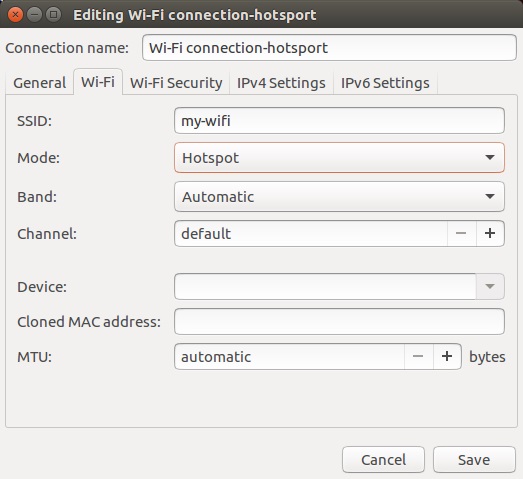 Editing Wi-Fi connection-hotsport
Connection name: Wi-Fi connection-hotsport
General Wi-Fi Wi-Fi Security IPv4 Settings IPv6 Settings
SSID: my-wifi
Mode: Hotspot
Band: Automatic
Channel: default − +
Device:
Cloned MAC address:
MTU: automatic − + bytes
Cancel Save